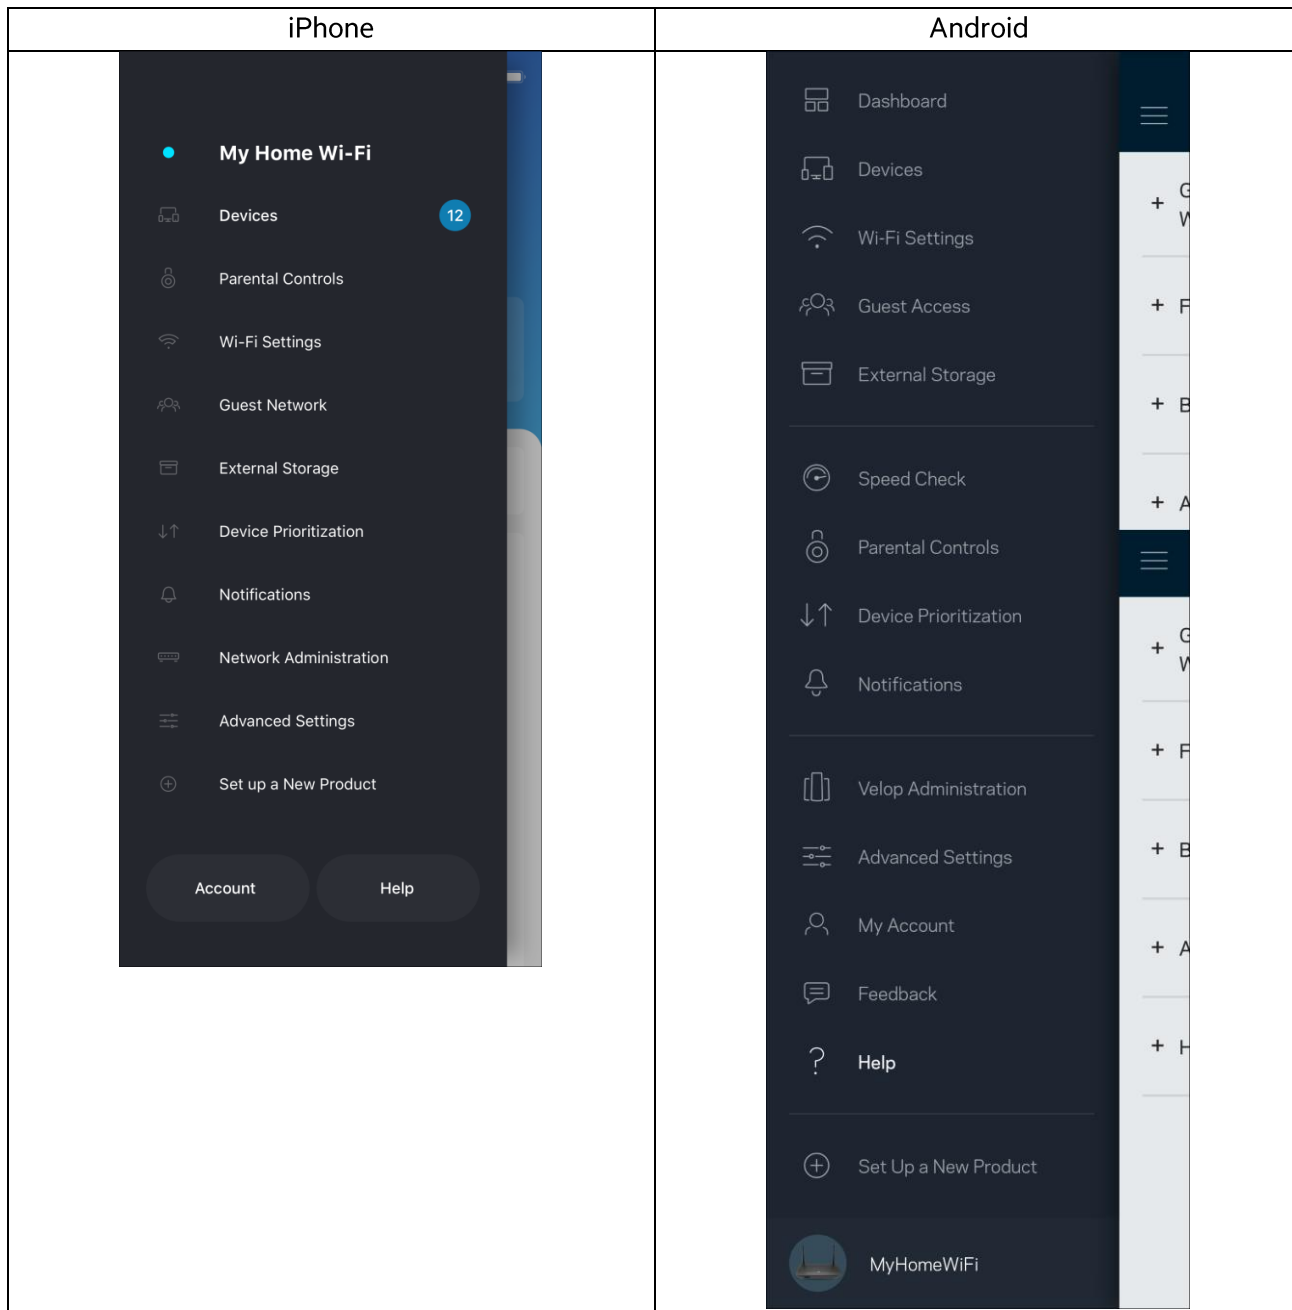 iPhone
Android
My Home Wi-Fi
Devices 12
Parental Controls
Wi-Fi Settings
Guest Network
External Storage
Device Prioritization
Notifications
Network Administration
Advanced Settings
Set up a New Product
Account Help
Dashboard
Devices
Wi-Fi Settings
Guest Access
External Storage
Speed Check
Parental Controls
Device Prioritization
Notifications
Velop Administration
Advanced Settings
My Account
Feedback
Help
Set Up a New Product
MyHomeWiFi
+ 
+ F
+ B
+ A
+ 
+ F
+ B
+ A
+ H